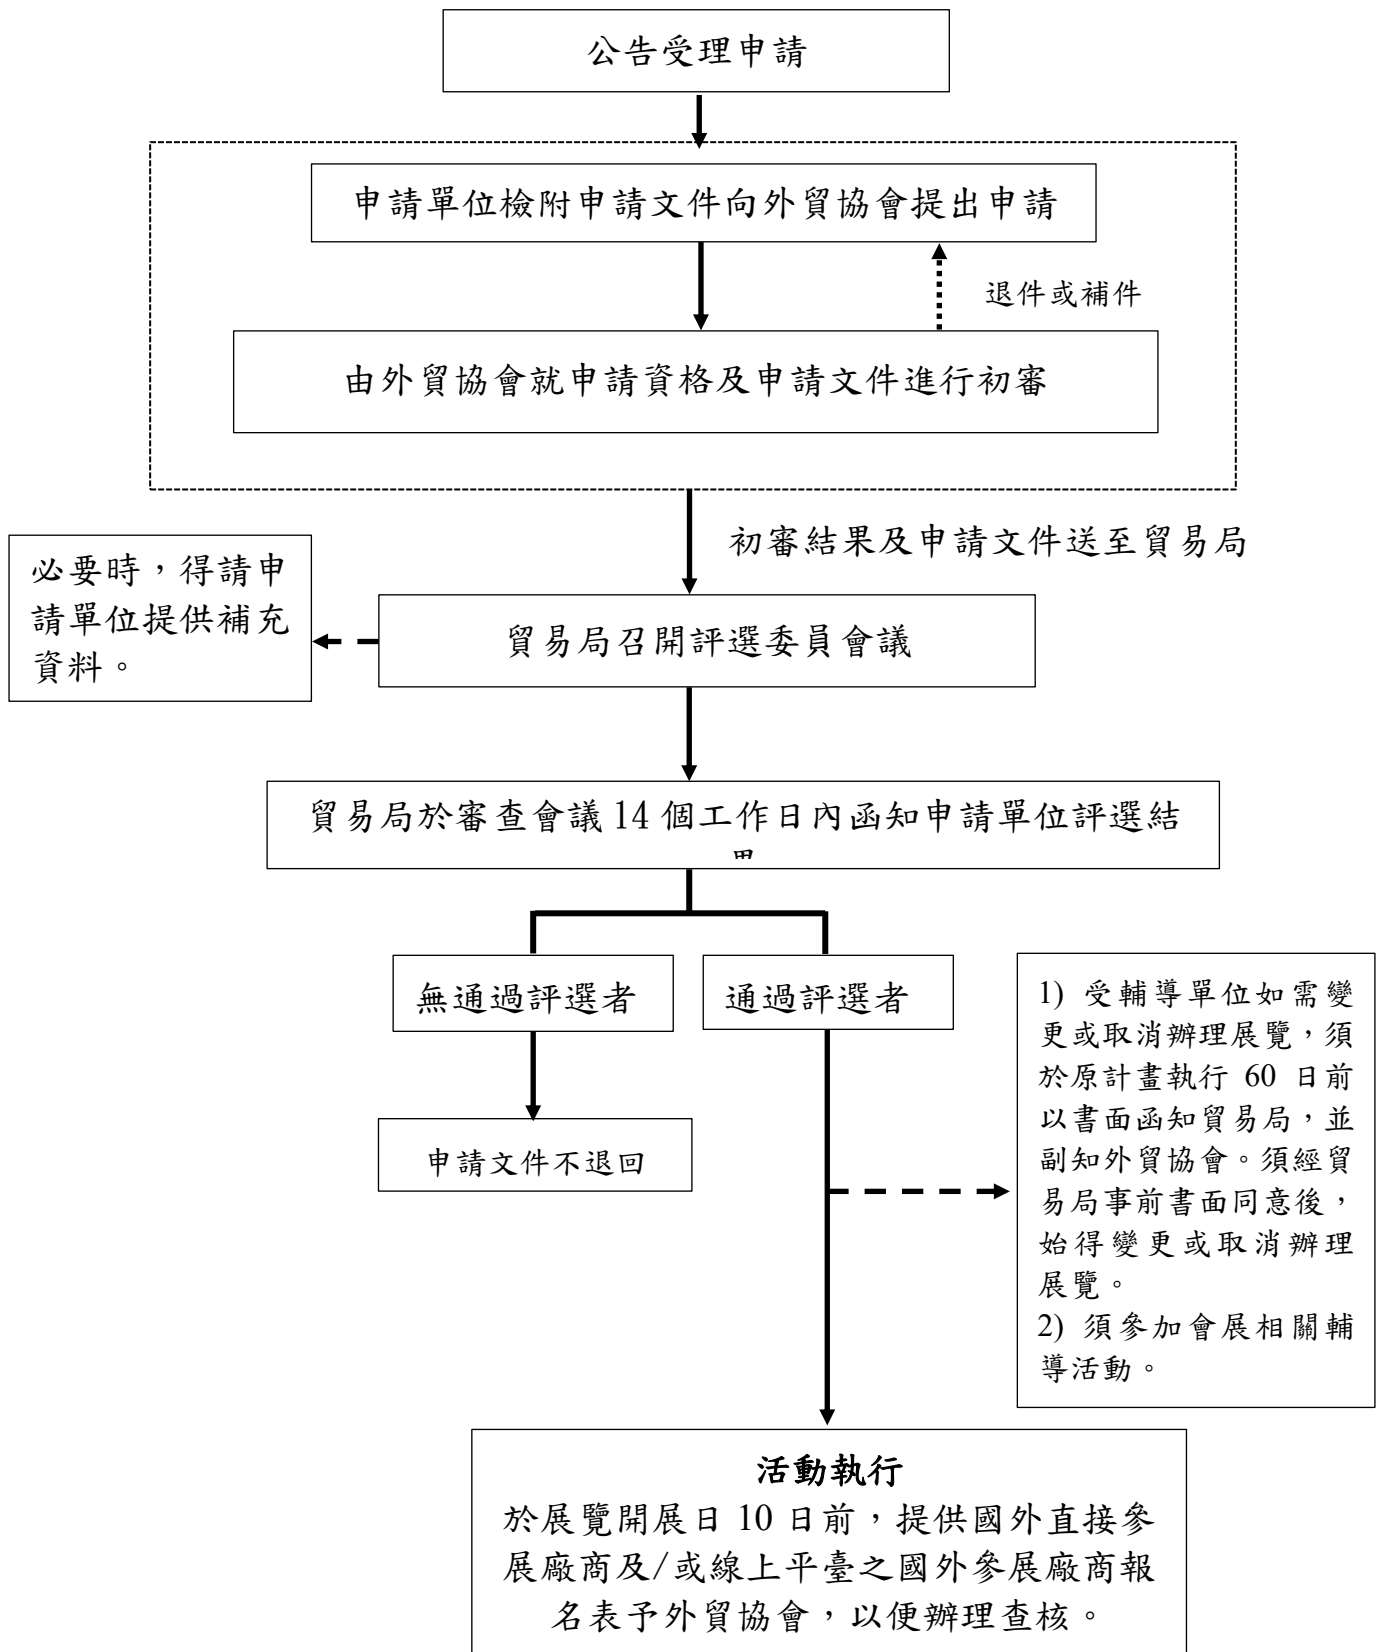 公告受理申請
申請單位檢附申請文件向外貿協會提出申請
退件或補件
由外貿協會就申請資格及申請文件進行初審
初審結果及申請文件送至貿易局
必要時，得請申
請單位提供補充
資料。
貿易局召開評選委員會議
貿易局於審查會議 14 個工作日內函知申請單位評選結
無通過評選者
通過評選者
申請文件不退回
1) 受輔導單位如需變
更或取消辦理展覽，須
於原計畫執行 60 日前
以書面函知貿易局，並
副知外貿協會。須經貿
易局事前書面同意後，
始得變更或取消辦理
展覽。
2) 須參加會展相關輔
導活動。
活動執行
於展覽開展日 10 日前，提供國外直接參
展廠商及/或線上平臺之國外參展廠商報
名表予外貿協會，以便辦理查核。